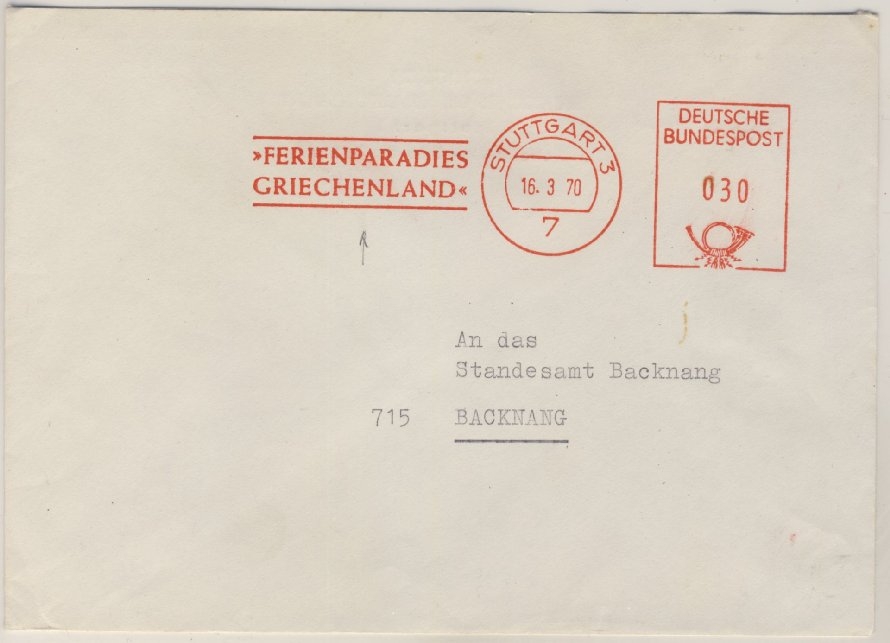 »FERIENPARADIES
GRIECHENLAND«
STUTTGART 3
16. 3 70
7
DEUTSCHE
BUNDESPOST
030
An das
Standesamt Backnang
715 BACKNANG